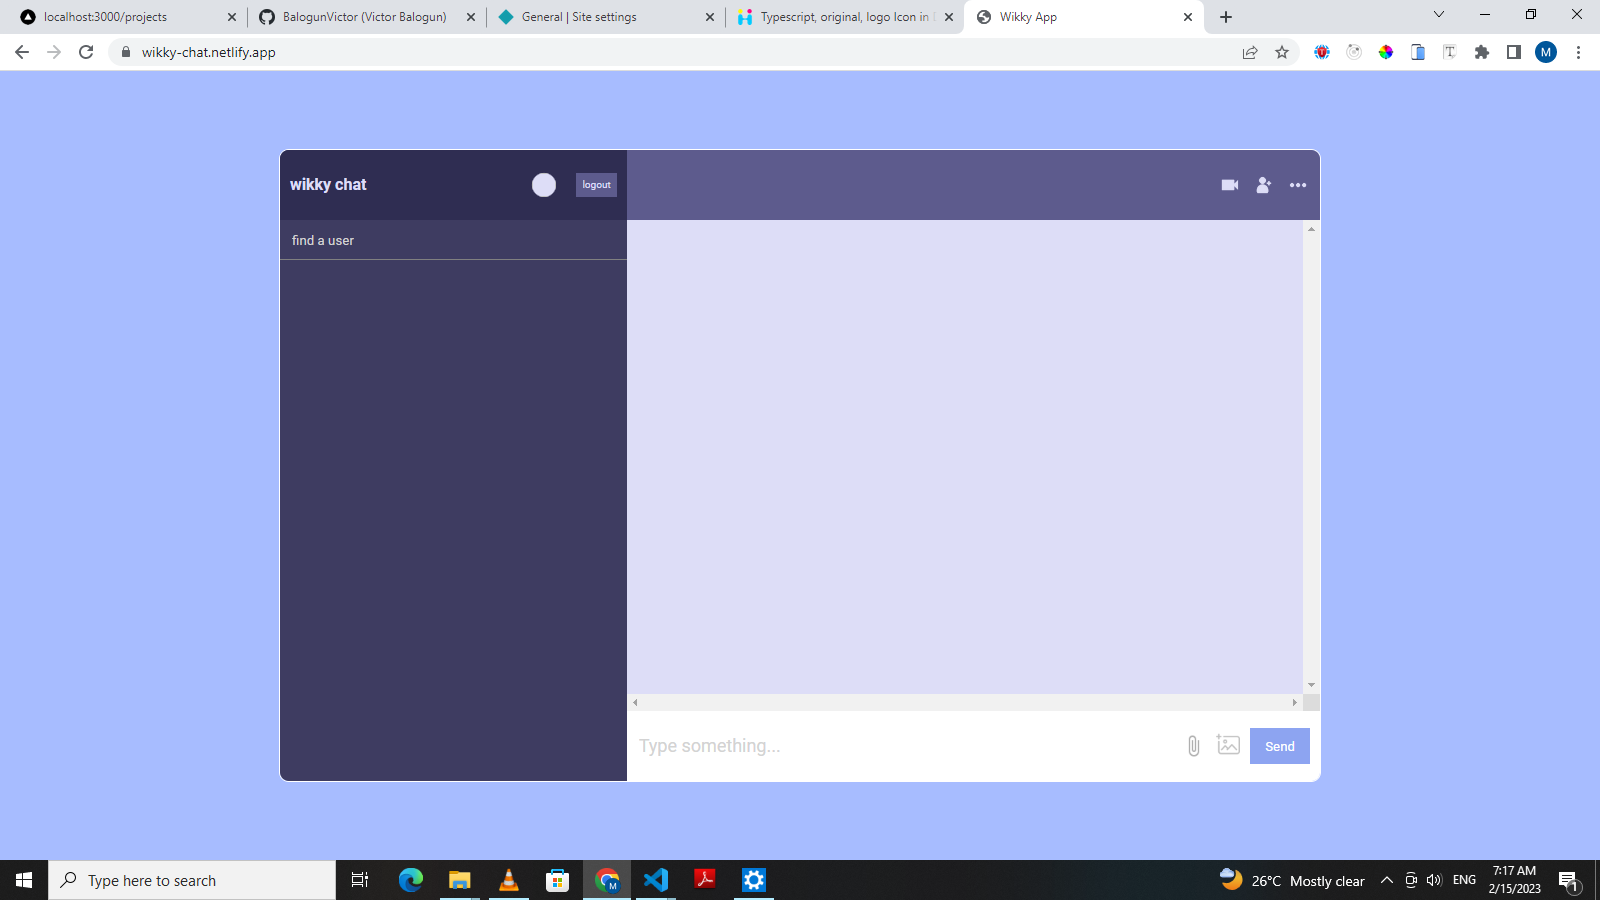 localhost:3000/projects
BalogunVictor (Victor Balogun)
General | Site settings
Typescript, original, logo Icon in
Wikky App
wikky-chat.netlify.app
T
M
wikky chat
logout
find a user
Type something...
Send
Type here to search
M
26°C Mostly clear
ENG
7:17 AM
2/15/2023
1